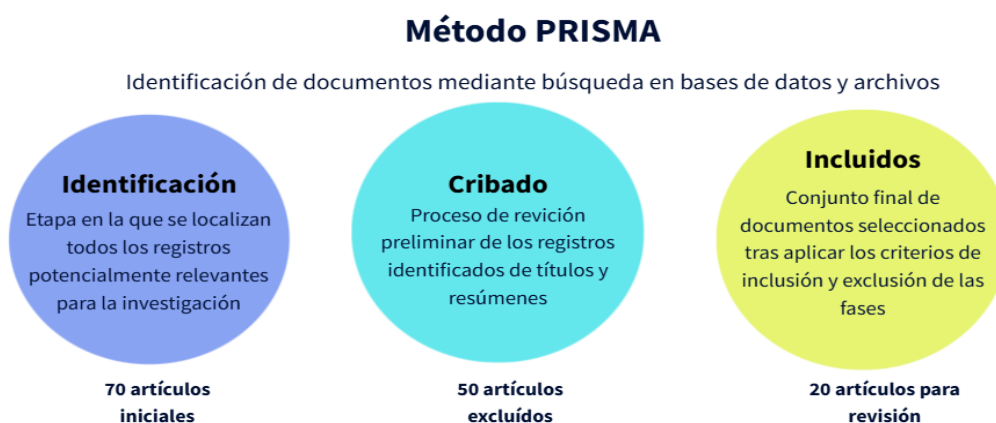 Método PRISMA
Identificación de documentos mediante búsqueda en bases de datos y archivos
Identificación
Etapa en la que se localizan
todos los registros
potencialmente relevantes
para la investigación
70 artículos
iniciales
Cribado
Proceso de revición
preliminar de los registros
identificados de títulos y
resúmenes
50 artículos
excluídos
Incluidos
Conjunto final de
documentos seleccionados
tras aplicar los criterios de
inclusión y exclusión de las
fases
20 artículos para
revisión